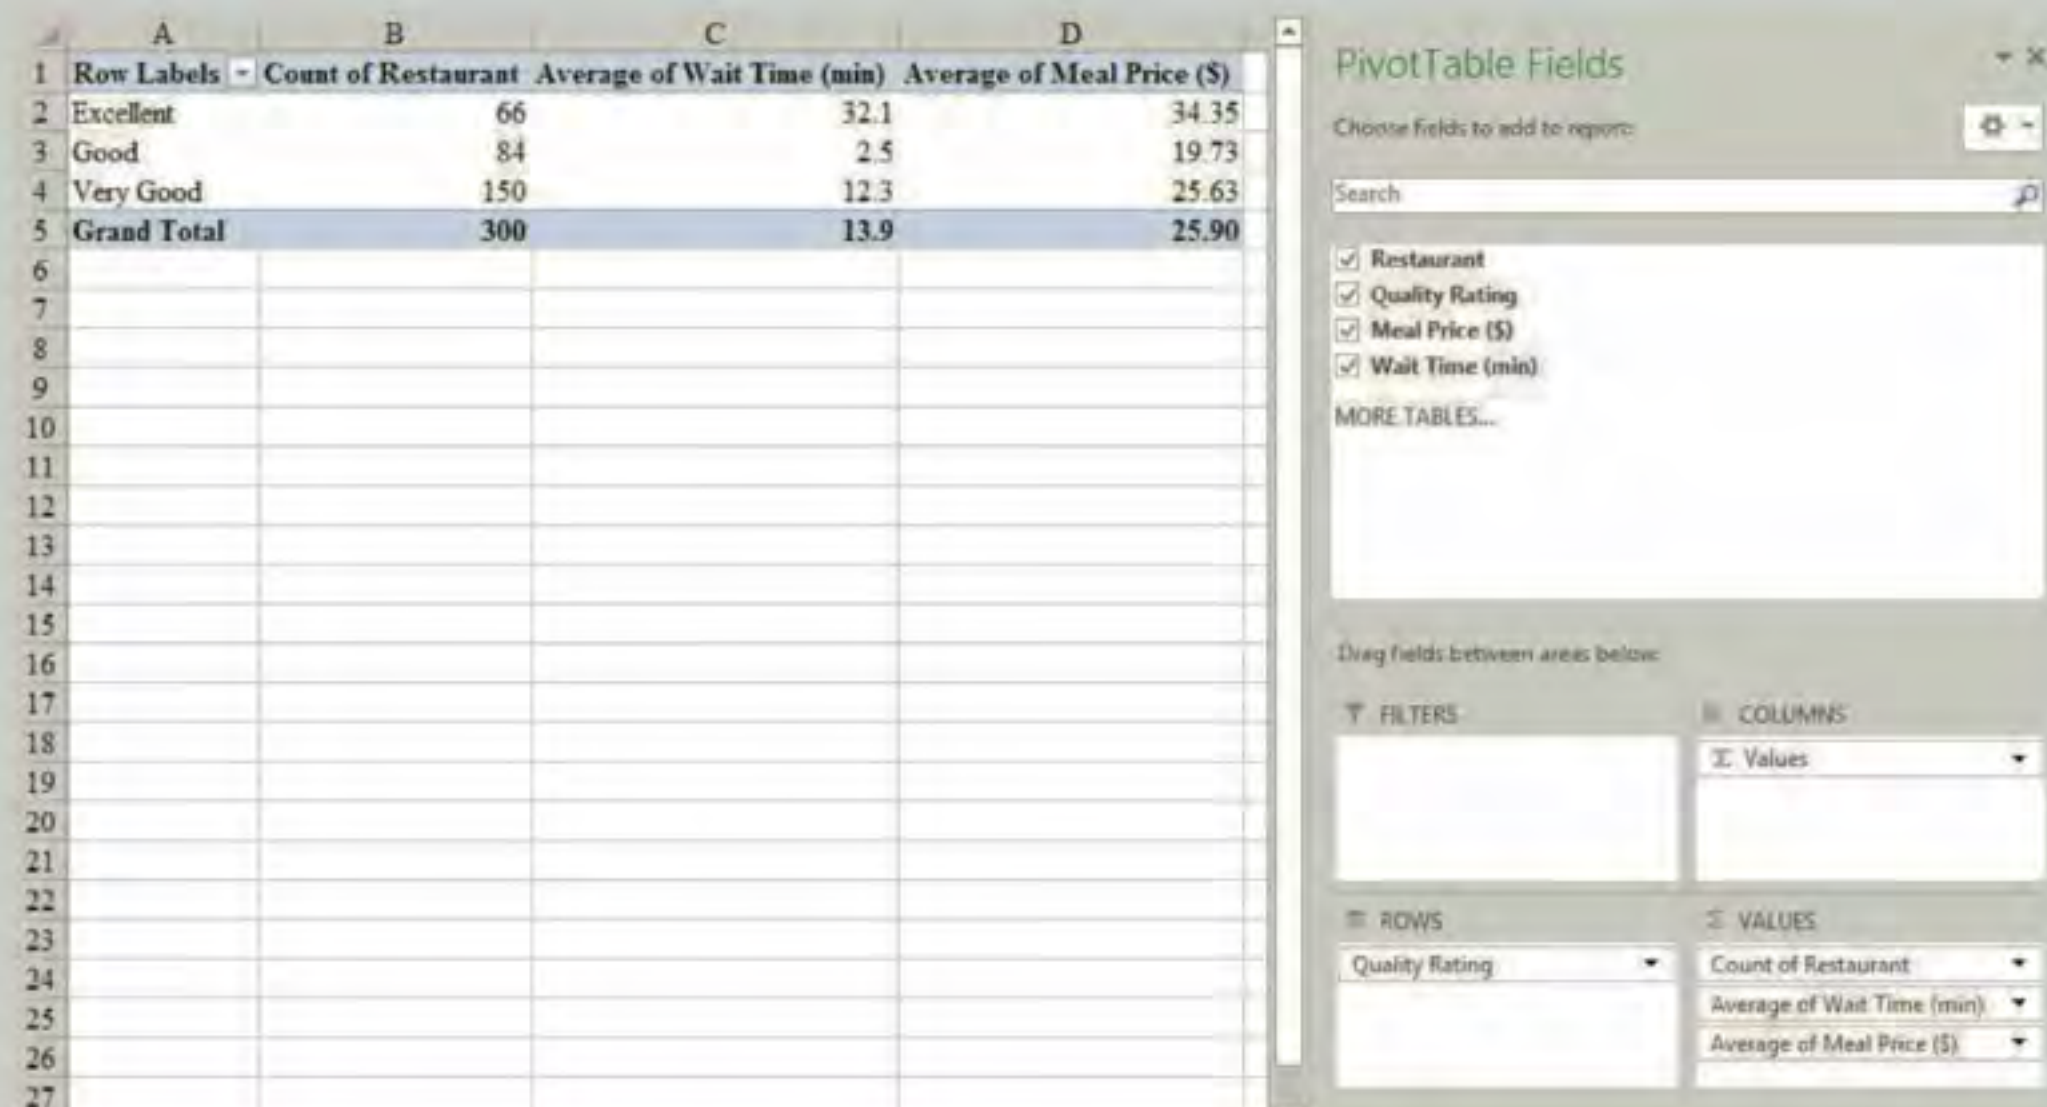 A B C D
1 Row Labels Count of Restaurant Average of Wait Time (min) Average of Meal Price ($)
2 Excellent 66 32.1 34.35
3 Good 84 2.5 19.73
4 Very Good 150 12.3 25.63
5 Grand Total 300 13.9 25.90
6
7
8
9
10
11
12
13
14
15
16
17
18
19
20
21
22
23
24
25
26
27
PivotTable Fields
Choose fields to add to report:
Search
Restaurant
Quality Rating
Meal Price ($)
Wait Time (min)
MORE TABLES...
Drag fields between areas below:
FILTERS
COLUMNS
Σ Values
ROWS
Quality Rating
Σ VALUES
Count of Restaurant
Average of Wait Time (min)
Average of Meal Price ($)